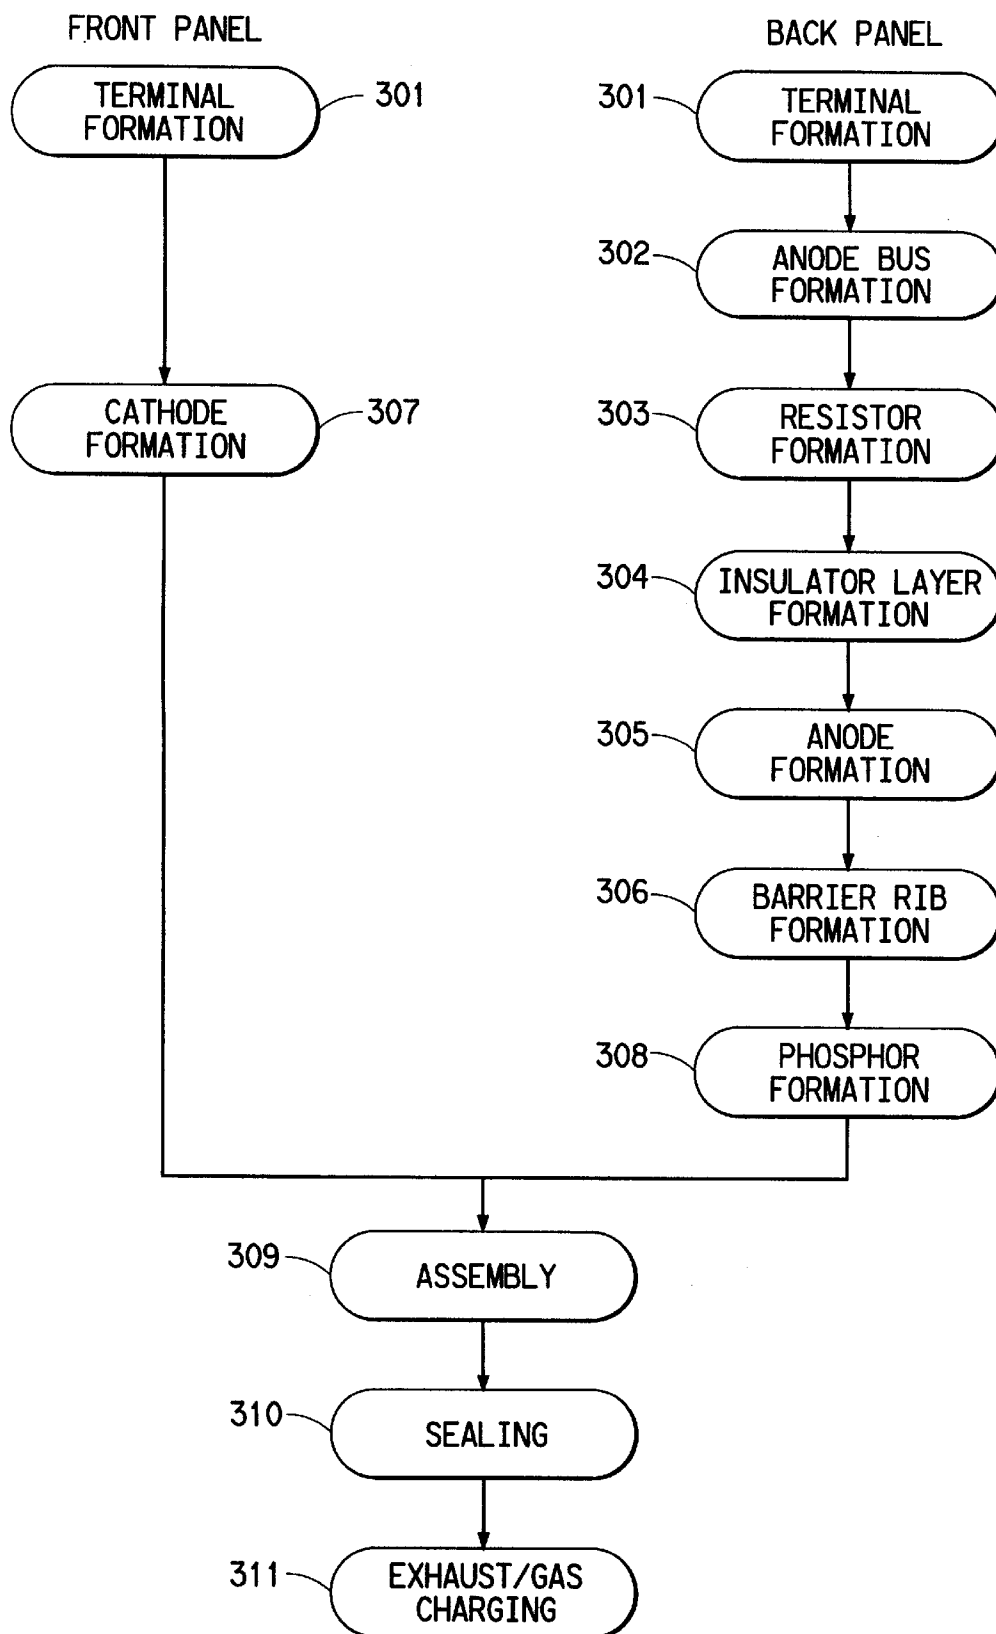 FRONT PANEL
BACK PANEL
TERMINAL
FORMATION
301
301
TERMINAL
FORMATION
302
ANODE BUS
FORMATION
CATHODE
FORMATION
307
303
RESISTOR
FORMATION
304
INSULATOR LAYER
FORMATION
305
ANODE
FORMATION
306
BARRIER RIB
FORMATION
308
PHOSPHOR
FORMATION
309
ASSEMBLY
310
SEALING
311
EXHAUST/GAS
CHARGING